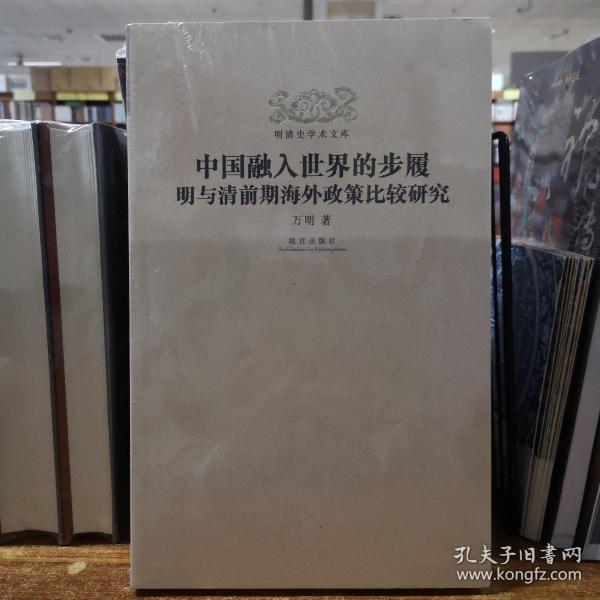 明清史学术文库
中国融入世界的步履
明与清前期海外政策比较研究
万明 著
故宫出版社
The Forbidden City Publishing House
孔夫子旧书网
www.kongfz.com